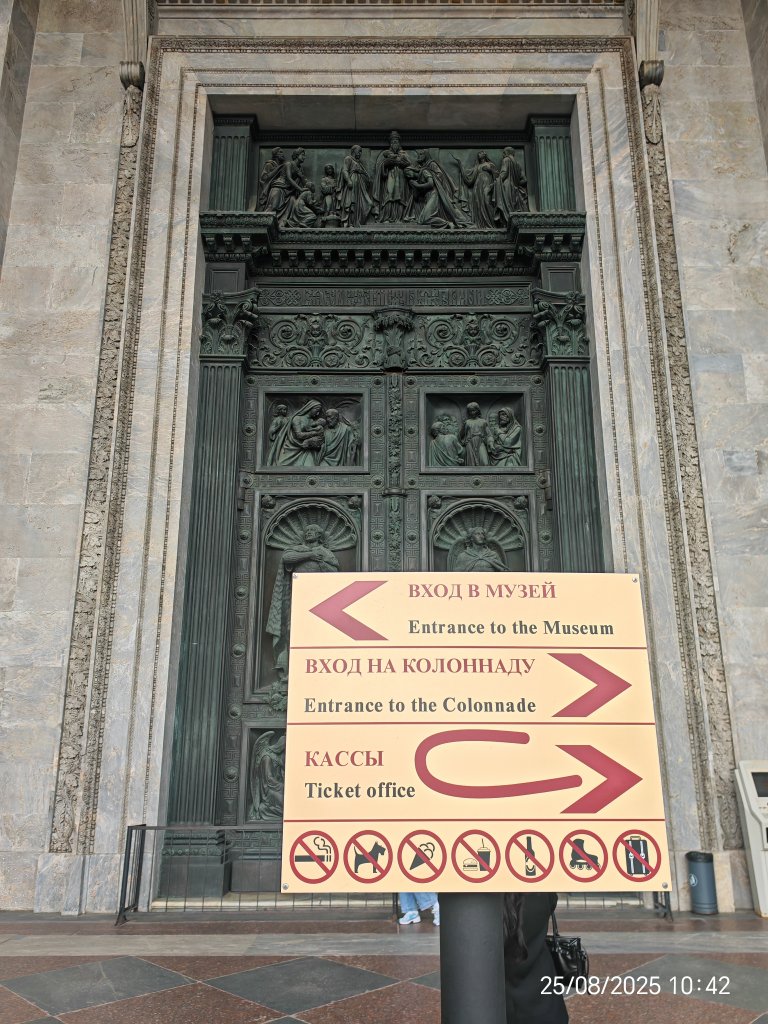 ВХОД В МУЗЕЙ
Entrance to the Museum
ВХОД НА КОЛОННАДУ
Entrance to the Colonnade
КАССЫ
Ticket office
25/08/2025 10:42